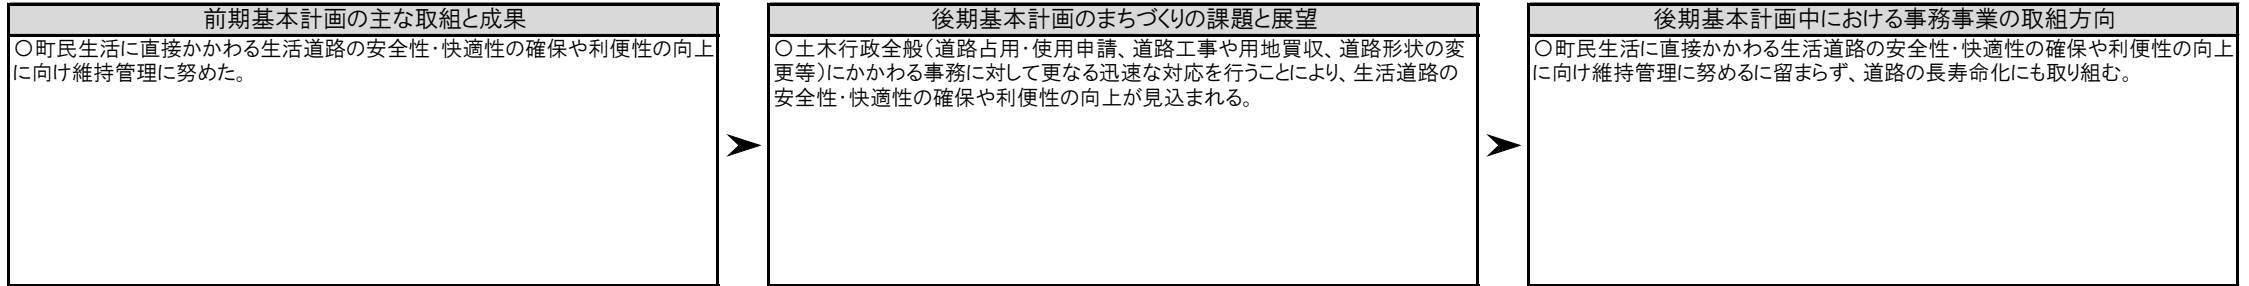 前期基本計画の主な取組と成果
○町民生活に直接かかわる生活道路の安全性・快適性の確保や利便性の向上
に向け維持管理に努めた。
後期基本計画のまちづくりの課題と展望
○土木行政全般（道路占用・使用申請、道路工事や用地買収、道路形状の変
更等）にかかわる事務に対して更なる迅速な対応を行うことにより、生活道路の
安全性・快適性の確保や利便性の向上が見込まれる。
後期基本計画中における事務事業の取組方向
○町民生活に直接かかわる生活道路の安全性・快適性の確保や利便性の向上
に向け維持管理に努めるに留まらず、道路の長寿命化にも取り組む。